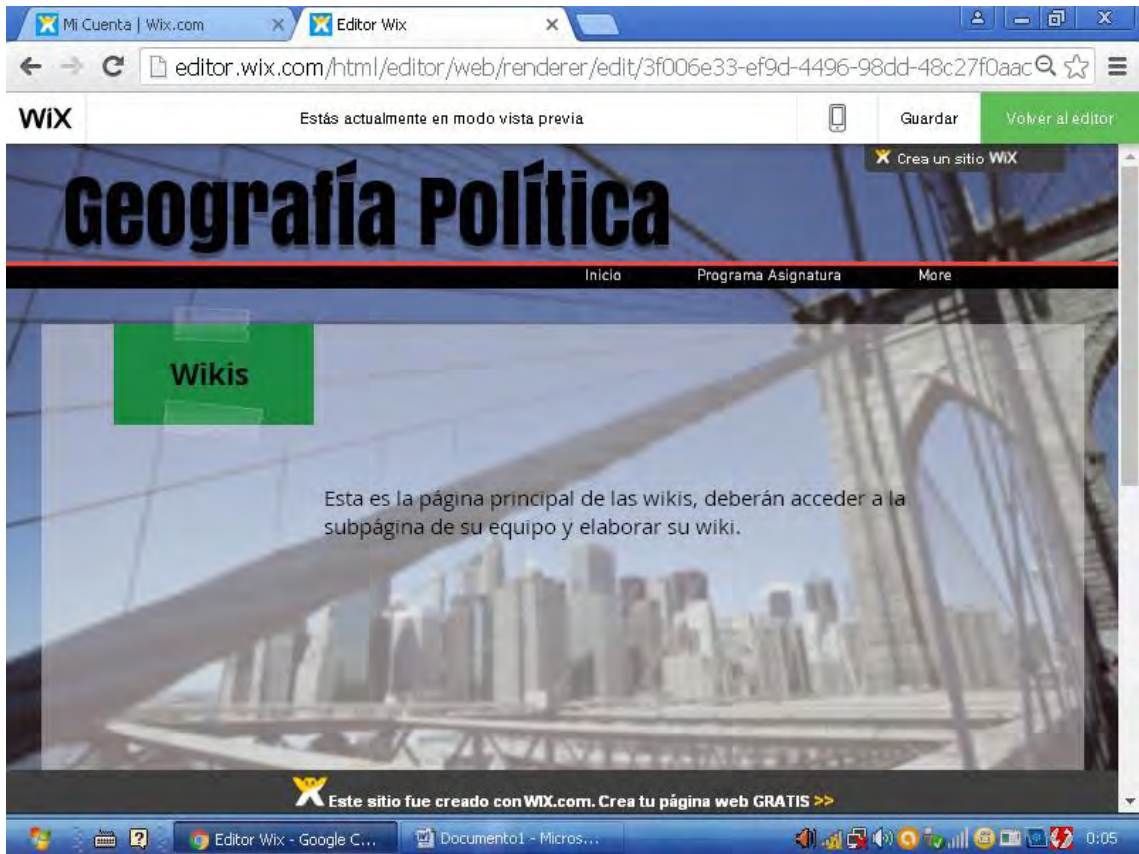 Mi Cuenta | Wix.com
Editor Wix
editor.wix.com/html/editor/web/renderer/edit/3f006e33-ef9d-4496-98dd-48c27f0aac
WiX
Estás actualmente en modo vista previa
Guardar
Volver al editor
Crea un sitio WiX
Geografía Política
Inicio
Programa Asignatura
More
Wikis
Esta es la página principal de las wikis, deberán acceder a la
subpágina de su equipo y elaborar su wiki.
Este sitio fue creado con WIX.com. Crea tu página web GRATIS >>
Editor Wix - Google C...
Documento1 - Micros...
0:05